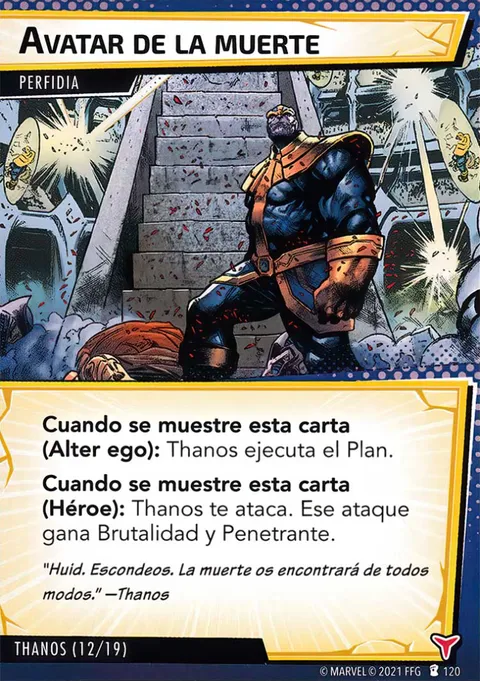 AVATAR DE LA MUERTE
PERFIDIA
Cuando se muestre esta carta
(Alter ego): Thanos ejecuta el Plan.
Cuando se muestre esta carta
(Héroe): Thanos te ataca. Ese ataque
gana Brutalidad y Penetrante.
"Huid. Escondeos. La muerte os encontrará de todos
modos." —Thanos
THANOS (12/19)
© MARVEL © 2021 FFG 120